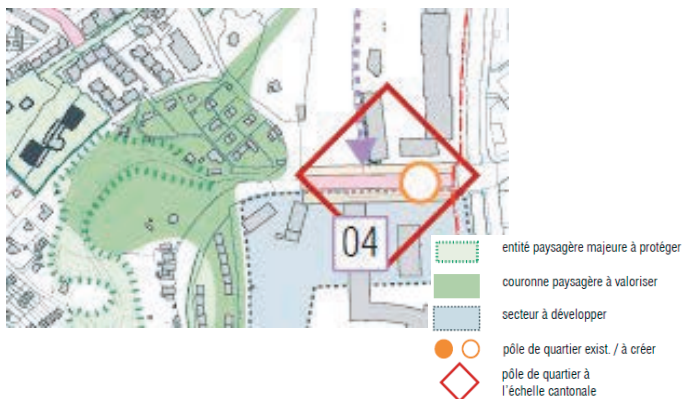 04
entité paysagère majeure à protéger
couronne paysagère à valoriser
secteur à développer
pôle de quartier exist. / à créer
pôle de quartier à
l'échelle cantonale